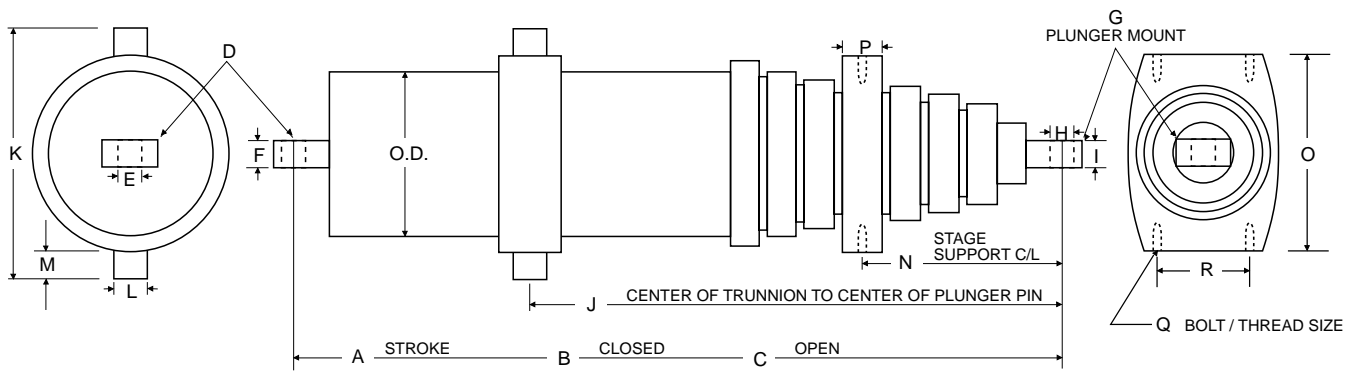 G
PLUNGER MOUNT
D
P
K
F
O.D.
H
I
O
E
STAGE
N SUPPORT C/L
M
R
L
J CENTER OF TRUNNION TO CENTER OF PLUNGER PIN
Q BOLT / THREAD SIZE
A STROKE B CLOSED C OPEN